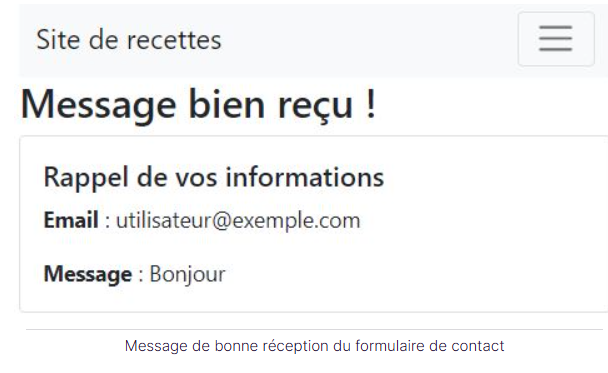 Site de recettes
Message bien reçu !
Rappel de vos informations
Email : utilisateur@exemple.com
Message : Bonjour
Message de bonne réception du formulaire de contact